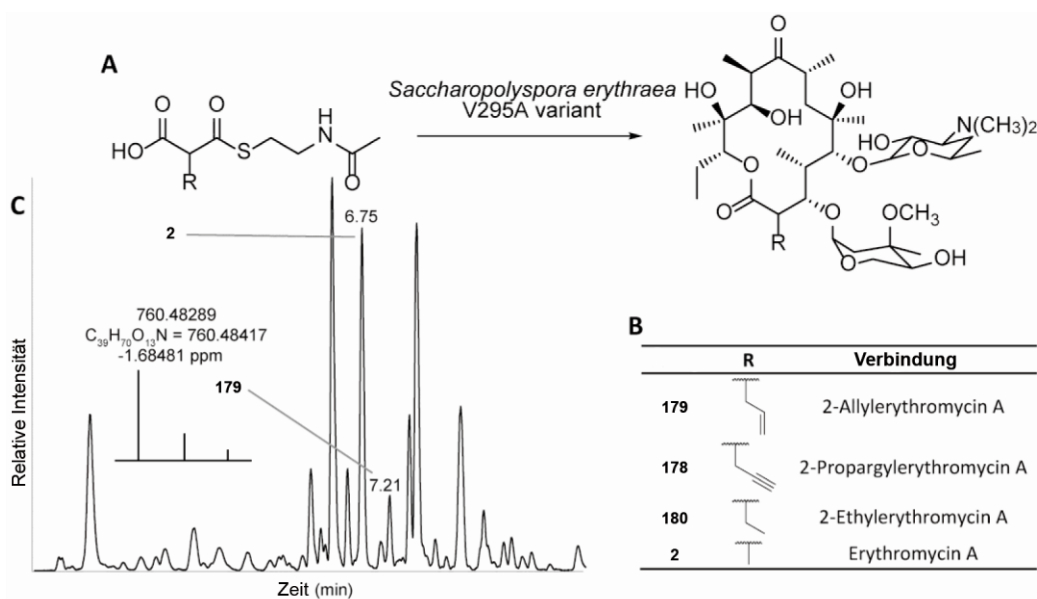 A
O
O
H
N
HO
S
R
O
Saccharopolyspora erythraea
V295A variant
O
HO
OH
OH
HO
N(CH₃)₂
O
O
O
O
O
O
R
OCH₃
O
OH
C
6.75
2
760.48289
C₃₉H₇₀O₁₃N = 760.48417
-1.68481 ppm
179
7.21
Relative Intensität
Zeit (min)
B
R Verbindung
179 2-Allylerythromycin A
178 2-Propargylerythromycin A
180 2-Ethylerythromycin A
2 Erythromycin A